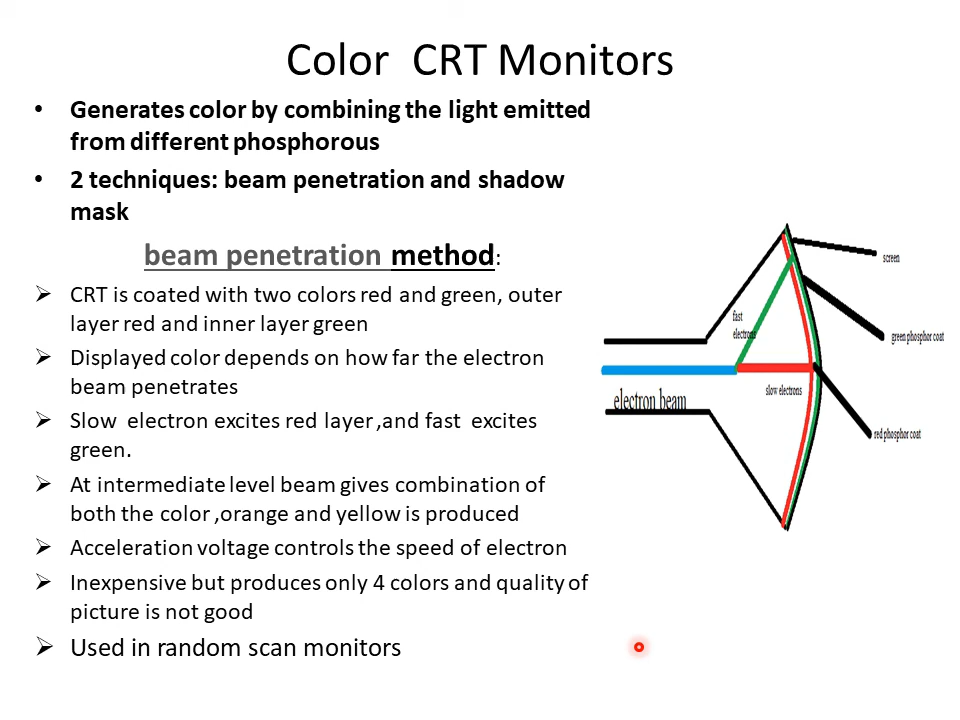 Color CRT Monitors
• Generates color by combining the light emitted
from different phosphorous
• 2 techniques: beam penetration and shadow
mask
beam penetration method:
➢ CRT is coated with two colors red and green, outer
layer red and inner layer green
➢ Displayed color depends on how far the electron
beam penetrates
➢ Slow electron excites red layer ,and fast excites
green.
➢ At intermediate level beam gives combination of
both the color ,orange and yellow is produced
➢ Acceleration voltage controls the speed of electron
➢ Inexpensive but produces only 4 colors and quality of
picture is not good
➢ Used in random scan monitors
screen
fast
electrons
green phosphor coat
slow electrons
electron beam
red phosphor coat